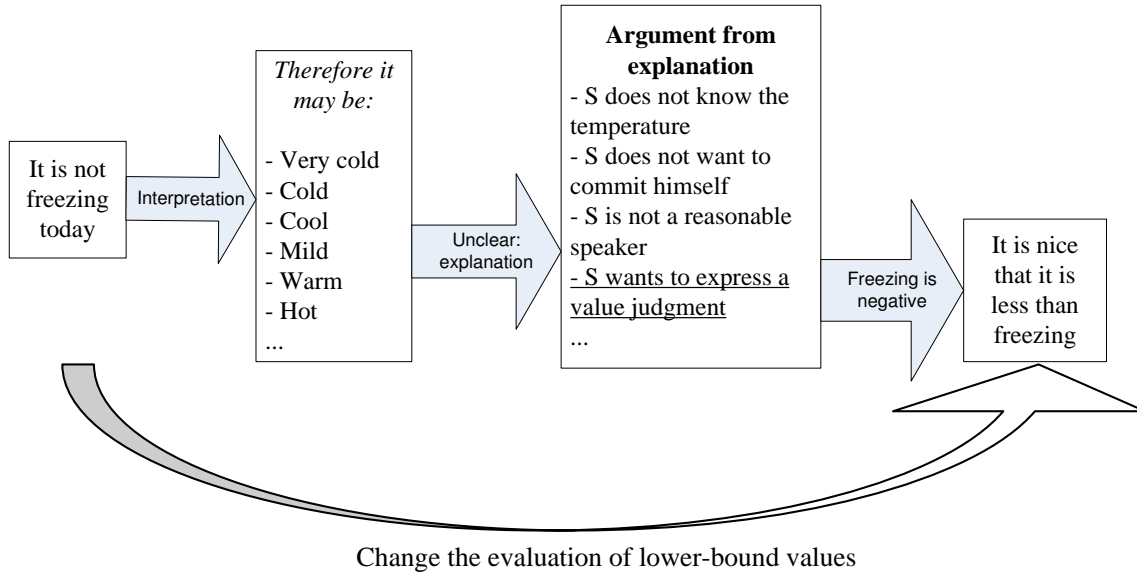 It is not
freezing
today
Interpretation
Therefore it
may be:
- Very cold
- Cold
- Cool
- Mild
- Warm
- Hot
...
Unclear:
explanation
Argument from
explanation
- S does not know the
temperature
- S does not want to
commit himself
- S is not a reasonable
speaker
- S wants to express a
value judgment
...
Freezing is
negative
It is nice
that it is
less than
freezing
Change the evaluation of lower-bound values